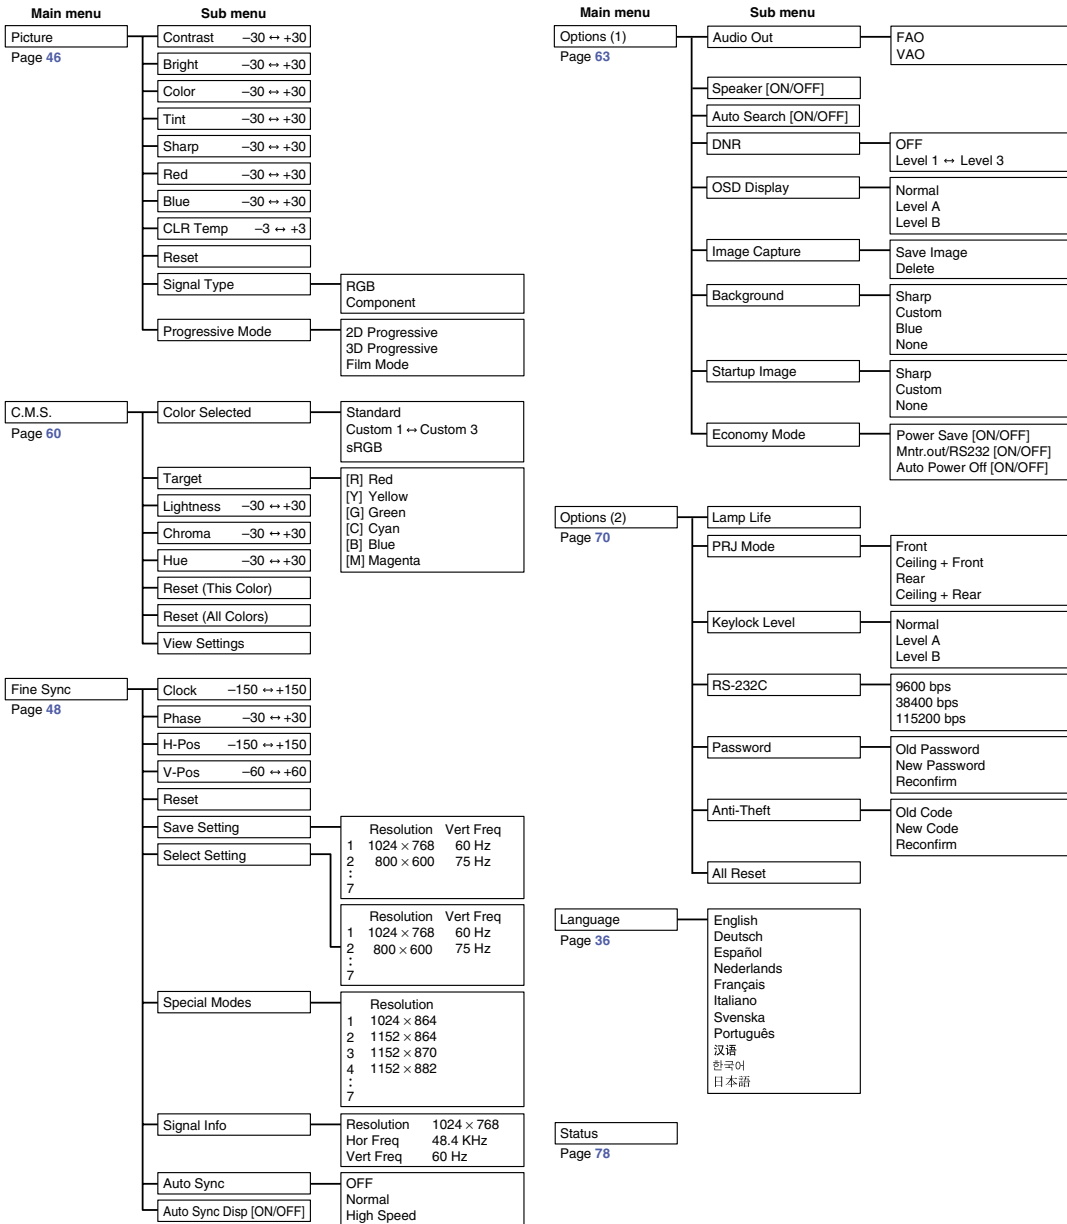 Main menu Sub menu
Picture
Page 46
Contrast –30 ↔ +30
Bright –30 ↔ +30
Color –30 ↔ +30
Tint –30 ↔ +30
Sharp –30 ↔ +30
Red –30 ↔ +30
Blue –30 ↔ +30
CLR Temp –3 ↔ +3
Reset
Signal Type
RGB
Component
Progressive Mode
2D Progressive
3D Progressive
Film Mode
C.M.S.
Page 60
Color Selected
Standard
Custom 1 ↔ Custom 3
sRGB
Target
[R] Red
[Y] Yellow
[G] Green
[C] Cyan
[B] Blue
[M] Magenta
Lightness –30 ↔ +30
Chroma –30 ↔ +30
Hue –30 ↔ +30
Reset (This Color)
Reset (All Colors)
View Settings
Fine Sync
Page 48
Clock –150 ↔ +150
Phase –30 ↔ +30
H-Pos –150 ↔ +150
V-Pos –60 ↔ +60
Reset
Save Setting
Resolution Vert Freq
1 1024 × 768 60 Hz
2 800 × 600 75 Hz
:
7
Select Setting
Resolution Vert Freq
1 1024 × 768 60 Hz
2 800 × 600 75 Hz
:
7
Special Modes
Resolution
1 1024 × 864
2 1152 × 864
3 1152 × 870
4 1152 × 882
:
7
Signal Info
Resolution 1024 × 768
Hor Freq 48.4 KHz
Vert Freq 60 Hz
Auto Sync
OFF
Normal
High Speed
Auto Sync Disp [ON/OFF]
Main menu Sub menu
Options (1)
Page 63
Audio Out
FAO
VAO
Speaker [ON/OFF]
Auto Search [ON/OFF]
DNR
OFF
Level 1 ↔ Level 3
OSD Display
Normal
Level A
Level B
Image Capture
Save Image
Delete
Background
Sharp
Custom
Blue
None
Startup Image
Sharp
Custom
None
Economy Mode
Power Save [ON/OFF]
Mntr.out/RS232 [ON/OFF]
Auto Power Off [ON/OFF]
Options (2)
Page 70
Lamp Life
PRJ Mode
Front
Ceiling + Front
Rear
Ceiling + Rear
Keylock Level
Normal
Level A
Level B
RS-232C
9600 bps
38400 bps
115200 bps
Password
Old Password
New Password
Reconfirm
Anti-Theft
Old Code
New Code
Reconfirm
All Reset
Language
Page 36
English
Deutsch
Español
Nederlands
Français
Italiano
Svenska
Português
汉语
한국어
日本語
Status
Page 78